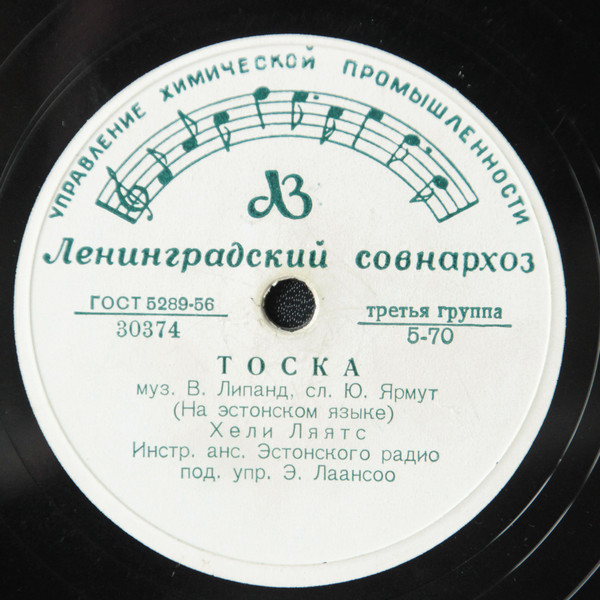 УПРАВЛЕНИЕ ХИМИЧЕСКОЙ ПРОМЫШЛЕННОСТИ
ЛЗ
Ленинградский совнархоз
ГОСТ 5289-56
30374
третья группа
5-70
ТОСКА
муз. В. Липанд, сл. Ю. Ярмут
(На эстонском языке)
Хели Ляятс
Инстр. анс. Эстонского радио
под. упр. Э. Лаансоо